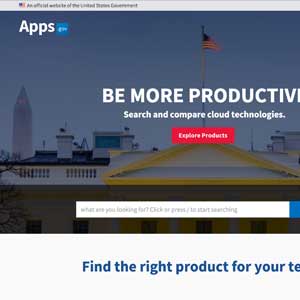 An official website of the United States Government
Apps.gov
BE MORE PRODUCTIVE
Search and compare cloud technologies.
Explore Products
what are you looking for? Click or press / to start searching
Find the right product for your te